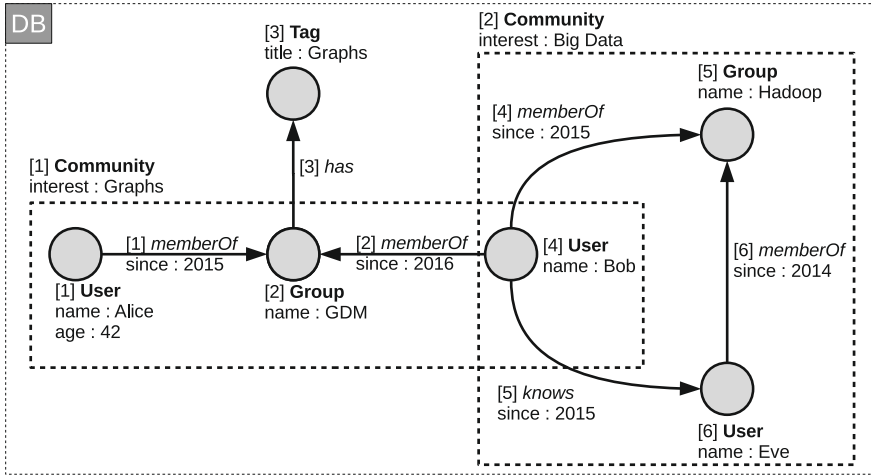 DB
[3] Tag
title : Graphs
[2] Community
interest : Big Data
[5] Group
name : Hadoop
[4] memberOf
since : 2015
[3] has
[1] Community
interest : Graphs
[1] memberOf
since : 2015
[2] memberOf
since : 2016
[4] User
name : Bob
[6] memberOf
since : 2014
[1] User
name : Alice
age : 42
[2] Group
name : GDM
[5] knows
since : 2015
[6] User
name : Eve